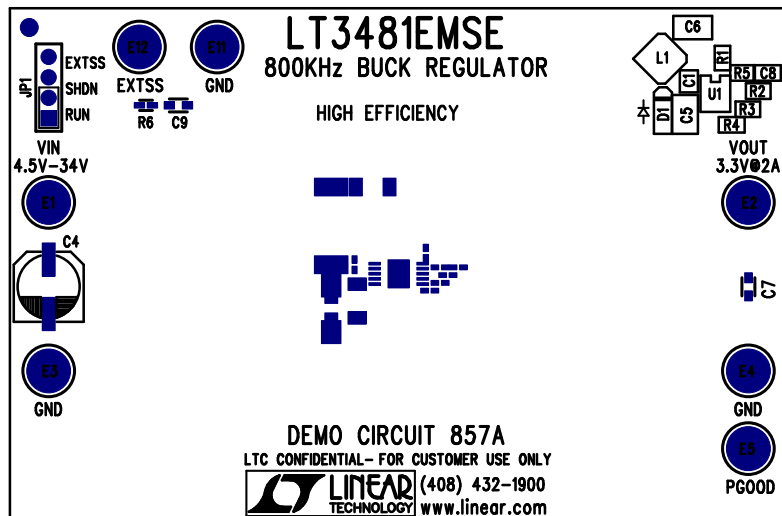 LT3481EMSE
800KHz BUCK REGULATOR
HIGH EFFICIENCY
JP1
EXTSS
SHDN
RUN
E12
EXTSS
E11
GND
R6
C9
C6
L1
R1
C1
U1
R5
C8
R2
R3
R4
D1
C5
VIN
4.5V-34V
E1
C4
E3
GND
VOUT
3.3V@2A
E2
C7
E4
GND
E5
PGOOD
DEMO CIRCUIT 857A
LTC CONFIDENTIAL- FOR CUSTOMER USE ONLY
LINEAR
TECHNOLOGY
(408) 432-1900
www.linear.com